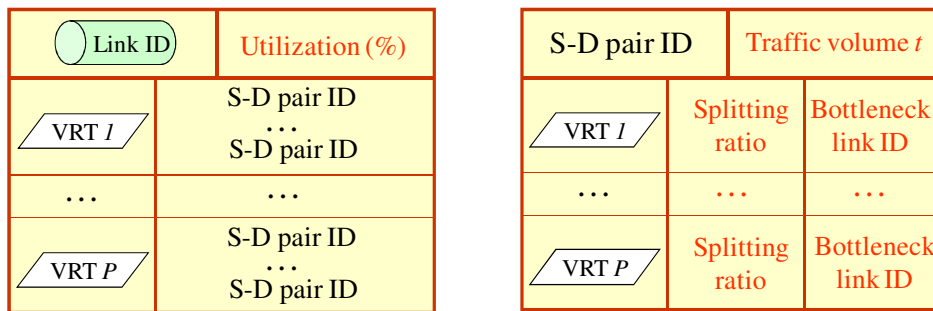 Link ID
Utilization (%)
VRT 1
S-D pair ID
...
S-D pair ID
...
...
VRT P
S-D pair ID
...
S-D pair ID
S-D pair ID
Traffic volume t
VRT 1
Splitting
ratio
Bottleneck
link ID
...
...
...
VRT P
Splitting
ratio
Bottleneck
link ID